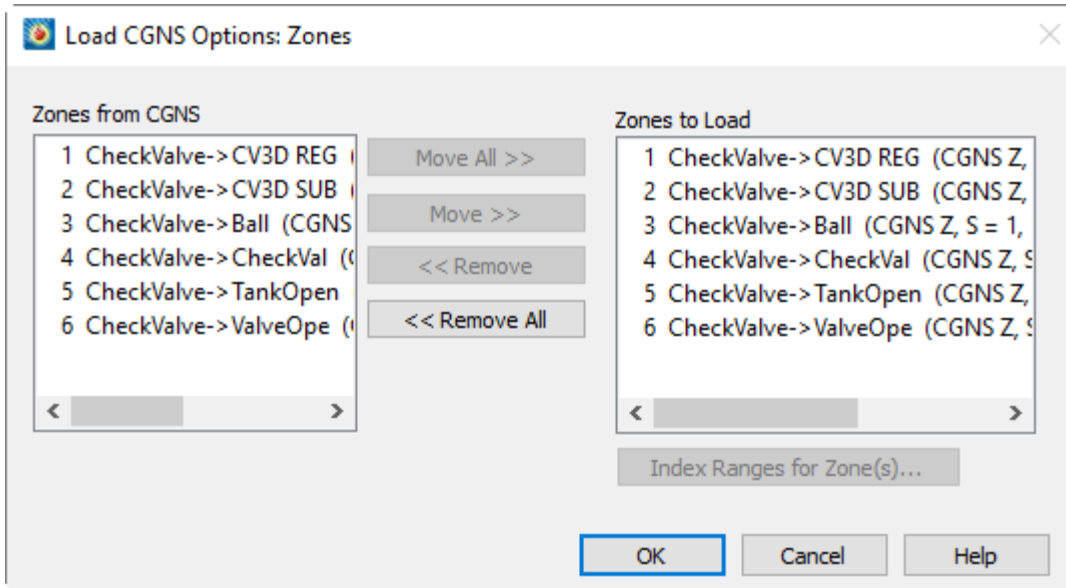 Load CGNS Options: Zones
Zones from CGNS
1 CheckValve->CV3D REG (
2 CheckValve->CV3D SUB (
3 CheckValve->Ball (CGNS
4 CheckValve->CheckVal (
5 CheckValve->TankOpen
6 CheckValve->ValveOpe (
Move All >>
Move >>
<< Remove
<< Remove All
Zones to Load
1 CheckValve->CV3D REG (CGNS Z,
2 CheckValve->CV3D SUB (CGNS Z,
3 CheckValve->Ball (CGNS Z, S = 1,
4 CheckValve->CheckVal (CGNS Z, S
5 CheckValve->TankOpen (CGNS Z,
6 CheckValve->ValveOpe (CGNS Z, S
Index Ranges for Zone(s)...
OK
Cancel
Help